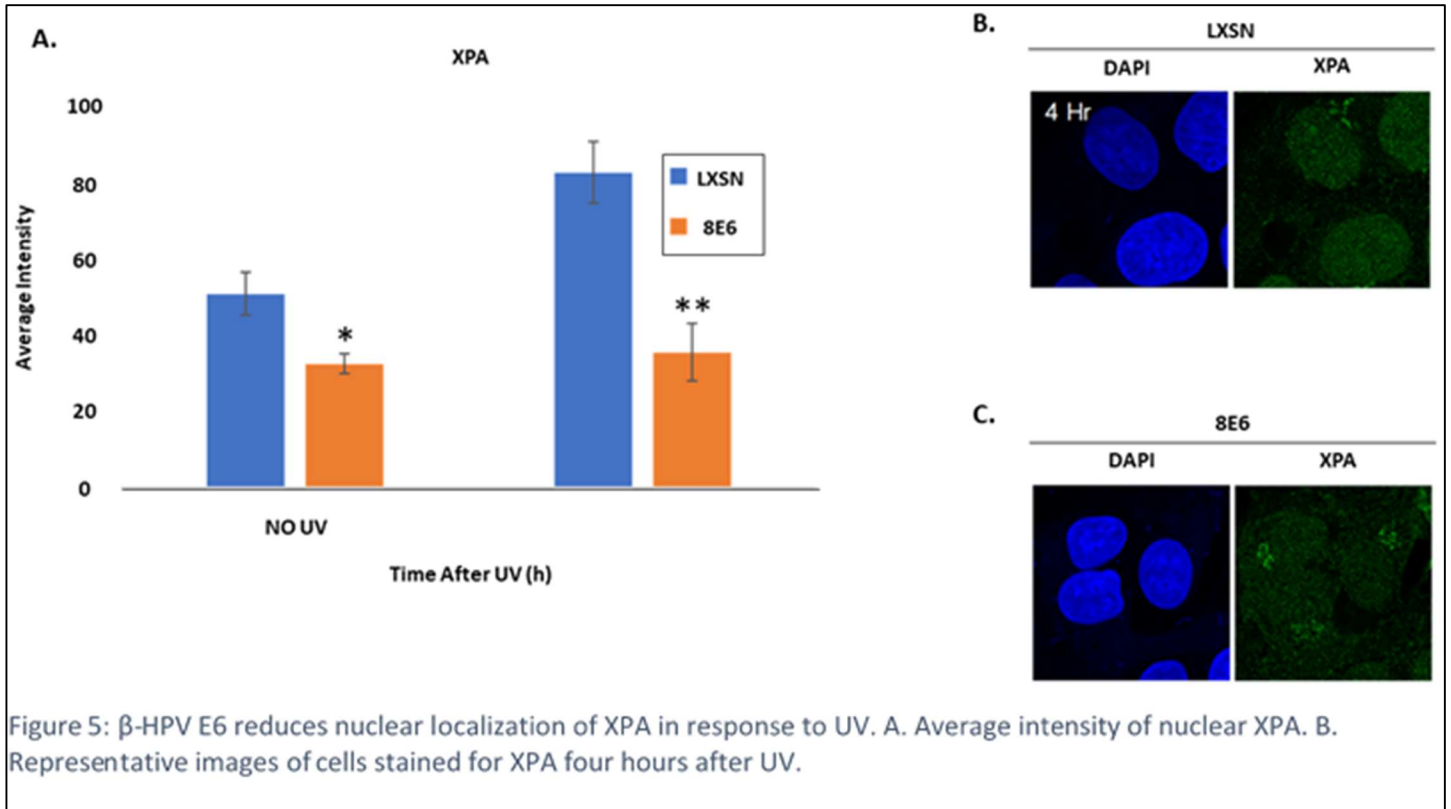 A.
XPA
100
80
60
40
20
0
Average Intensity
LXSN
8E6
*
**
NO UV
Time After UV (h)
B.
LXSN
DAPI XPA
4 Hr
C.
8E6
DAPI XPA
Figure 5: β-HPV E6 reduces nuclear localization of XPA in response to UV. A. Average intensity of nuclear XPA. B.
Representative images of cells stained for XPA four hours after UV.